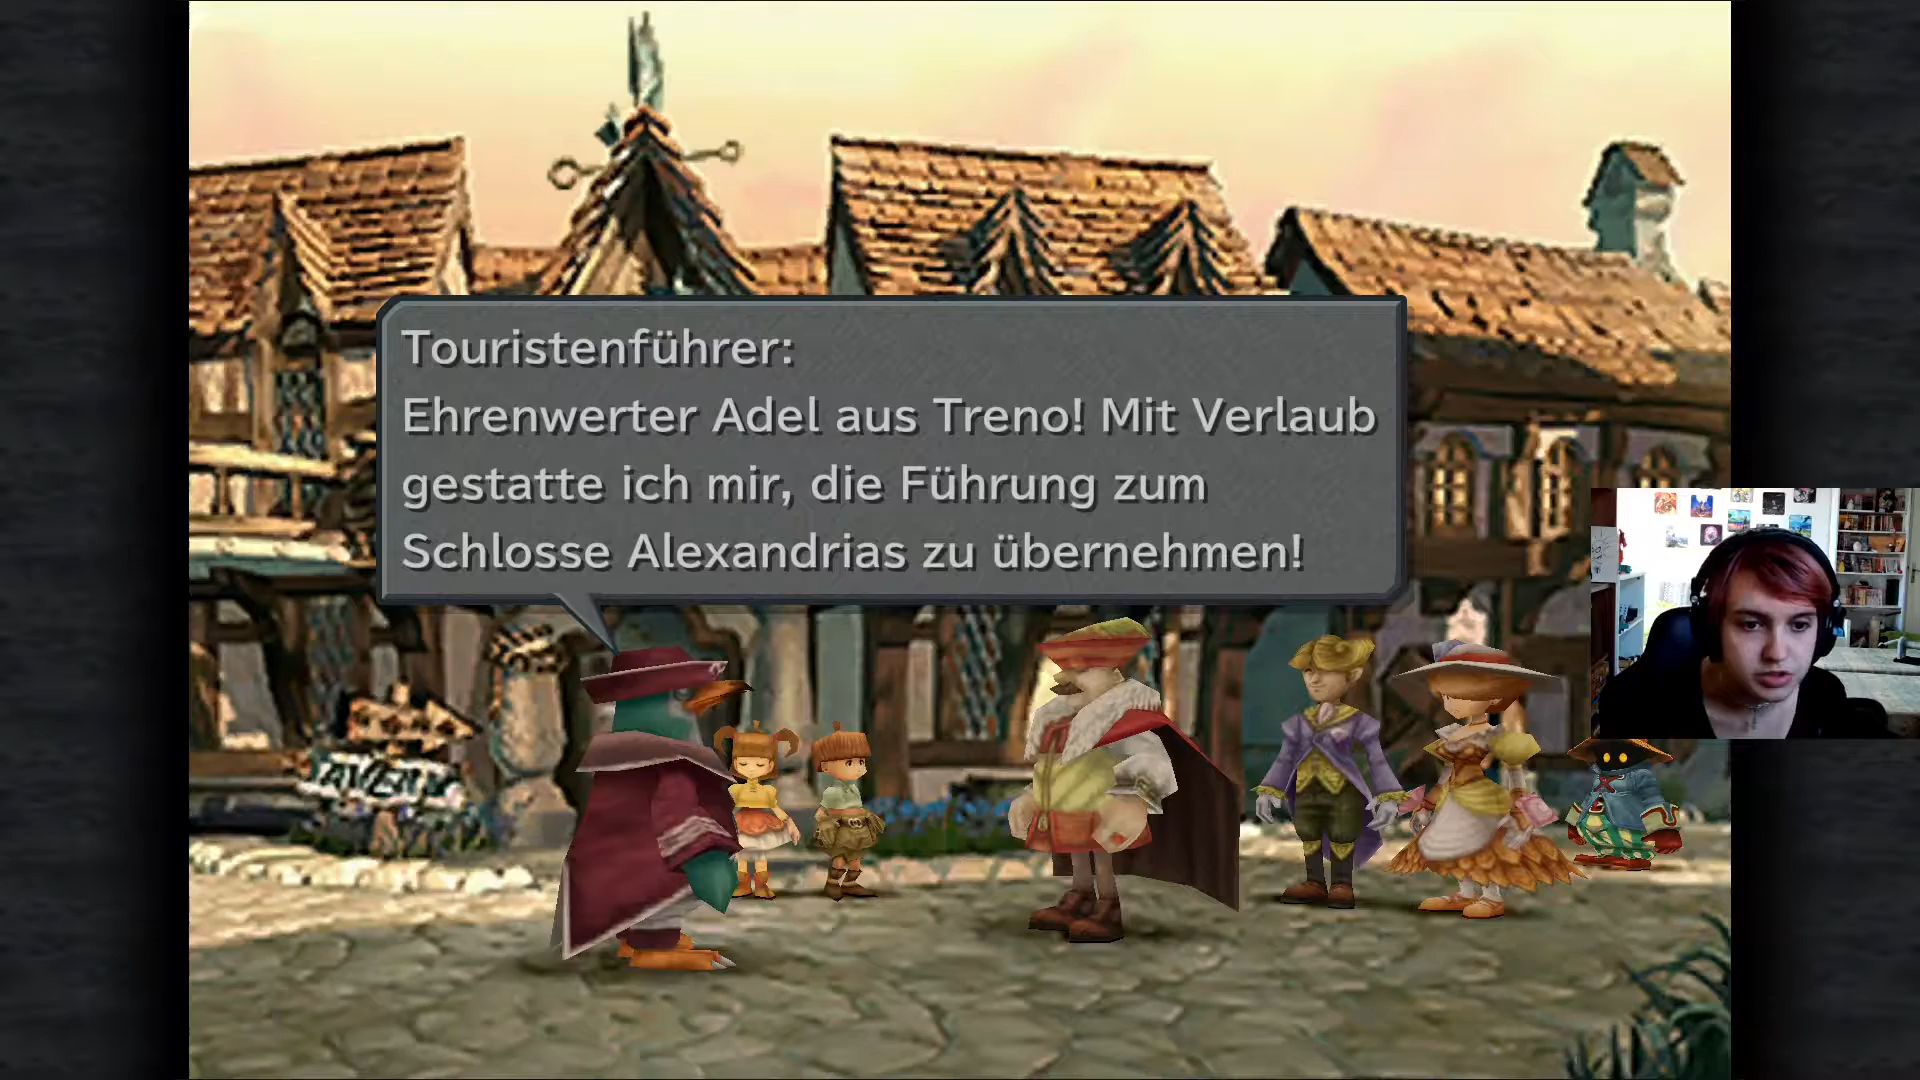 Touristenführer:
Ehrenwerter Adel aus Treno! Mit Verlaub
gestatte ich mir, die Führung zum
Schlosse Alexandrias zu übernehmen!